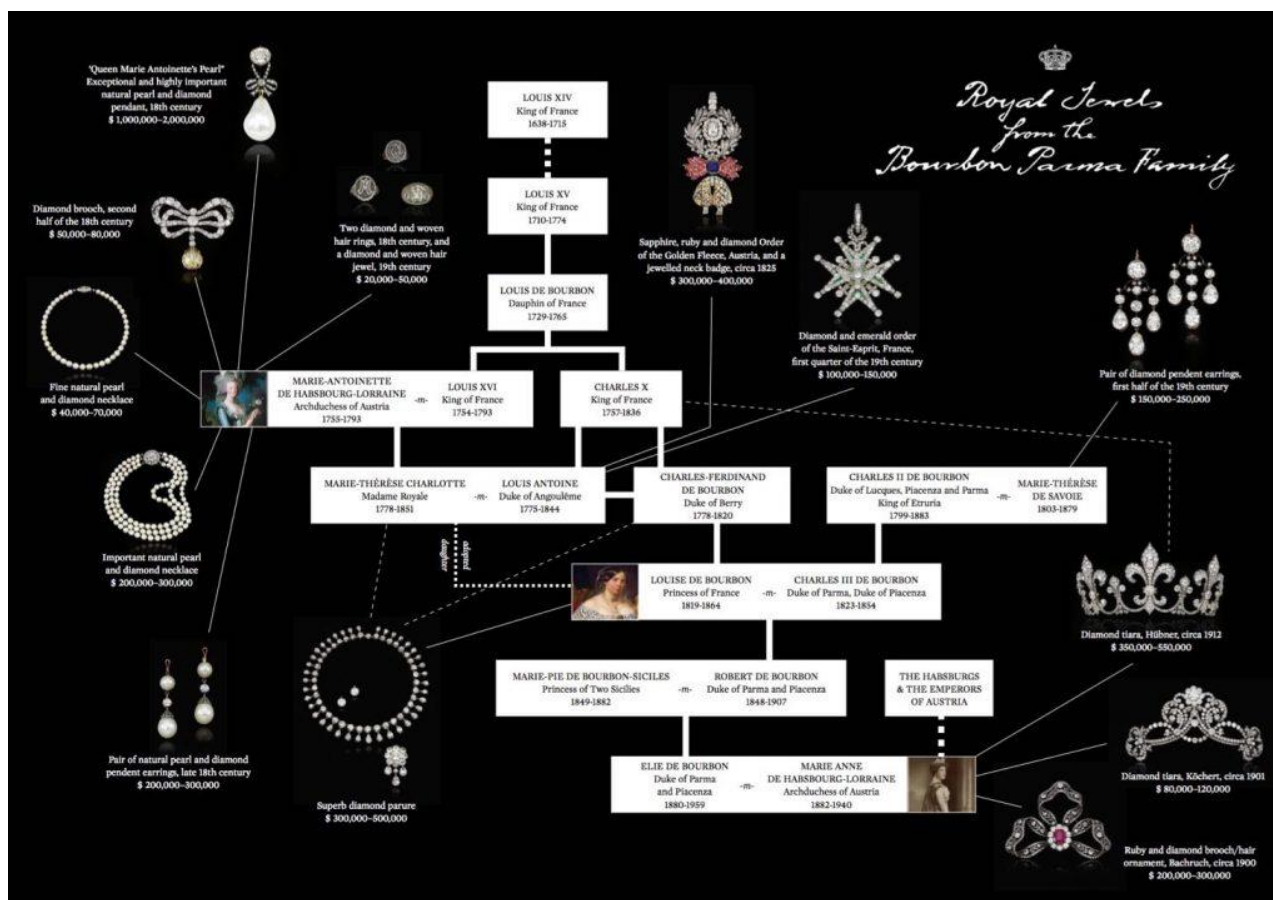 Royal Jewels
from the
Bourbon Parma Family
'Queen Marie Antoinette's Pearl"
Exceptional and highly important
natural pearl and diamond
pendant, 18th century
$ 1,000,000–2,000,000
Diamond brooch, second
half of the 18th century
$ 50,000–80,000
Two diamond and woven
hair rings, 18th century, and
a diamond and woven hair
jewel, 19th century
$ 20,000–50,000
Fine natural pearl
and diamond necklace
$ 40,000–70,000
Important natural pearl
and diamond necklace
$ 200,000–300,000
Pair of natural pearl and diamond
pendent earrings, late 18th century
$ 200,000–300,000
Superb diamond parure
$ 300,000–500,000
Sapphire, ruby and diamond Order
of the Golden Fleece, Austria, and a
jewelled neck badge, circa 1825
$ 300,000–400,000
Diamond and emerald order
of the Saint-Esprit, France,
first quarter of the 19th century
$ 100,000–150,000
Pair of diamond pendent earrings,
first half of the 19th century
$ 150,000–250,000
Diamond tiara, Hübner, circa 1912
$ 350,000–550,000
Diamond tiara, Köchert, circa 1901
$ 80,000–120,000
Ruby and diamond brooch/hair
ornament, Bachruch, circa 1900
$ 200,000–300,000
LOUIS XIV
King of France
1638-1715
LOUIS XV
King of France
1710-1774
LOUIS DE BOURBON
Dauphin of France
1729-1765
MARIE-ANTOINETTE
DE HABSBOURG-LORRAINE
Archduchess of Austria
1755-1793
-m-
LOUIS XVI
King of France
1754-1793
CHARLES X
King of France
1757-1836
MARIE-THÉRÈSE CHARLOTTE
Madame Royale
1778-1851
-m-
LOUIS ANTOINE
Duke of Angoulême
1775-1844
CHARLES-FERDINAND
DE BOURBON
Duke of Berry
1778-1820
CHARLES II DE BOURBON
Duke of Lucques, Piacenza and Parma
King of Etruria
1799-1883
-m-
MARIE-THÉRÈSE
DE SAVOIE
1803-1879
adopted
daughter
LOUISE DE BOURBON
Princess of France
1819-1864
-m-
CHARLES III DE BOURBON
Duke of Parma, Duke of Piacenza
1823-1854
MARIE-PIE DE BOURBON-SICILES
Princess of Two Sicilies
1849-1882
-m-
ROBERT DE BOURBON
Duke of Parma and Piacenza
1848-1907
THE HABSBURGS
& THE EMPERORS
OF AUSTRIA
ELIE DE BOURBON
Duke of Parma
and Piacenza
1880-1959
-m-
MARIE ANNE
DE HABSBOURG-LORRAINE
Archduchess of Austria
1882-1940